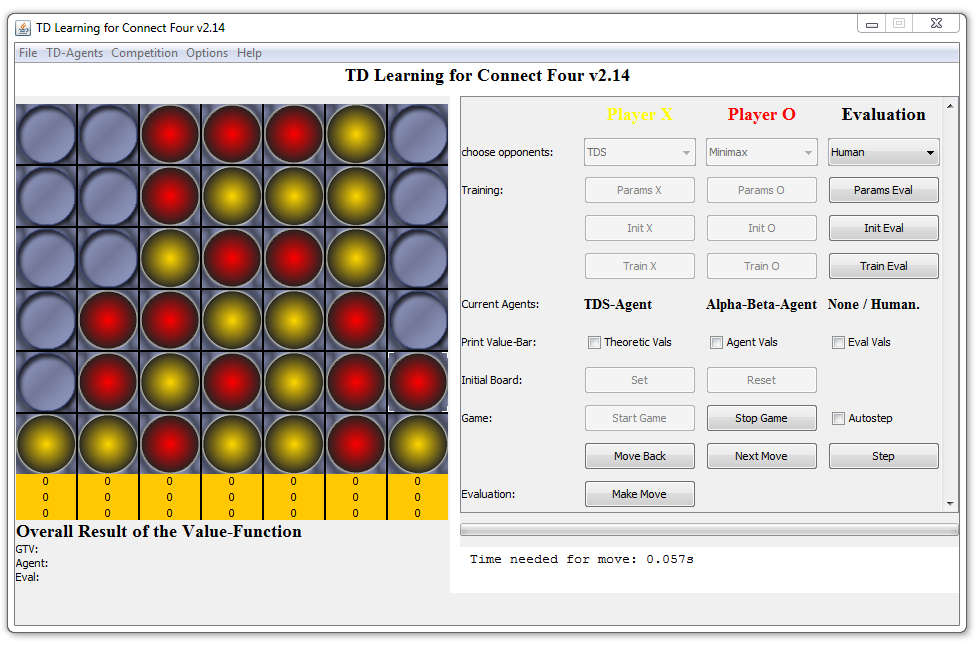 TD Learning for Connect Four v2.14
File TD-Agents Competition Options Help
TD Learning for Connect Four v2.14
Player X Player O Evaluation
choose opponents: TDS Minimax Human
Training: Params X Params O Params Eval
Init X Init O Init Eval
Train X Train O Train Eval
Current Agents: TDS-Agent Alpha-Beta-Agent None / Human.
Print Value-Bar: Theoretic Vals Agent Vals Eval Vals
Initial Board: Set Reset
Game: Start Game Stop Game Autostep
Move Back Next Move Step
Evaluation: Make Move
0 0 0 0 0 0 0
0 0 0 0 0 0 0
0 0 0 0 0 0 0
Overall Result of the Value-Function
GTV:
Agent:
Eval:
Time needed for move: 0.057s